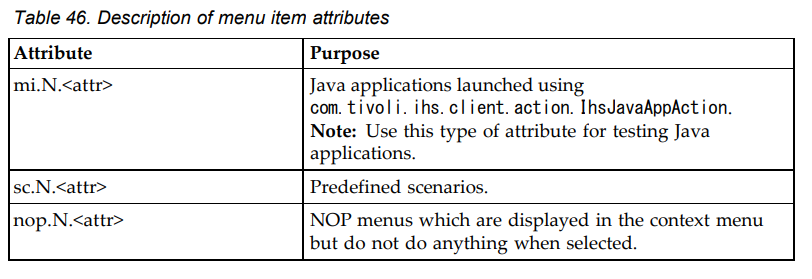 Table 46. Description of menu item attributes
Attribute Purpose
mi.N.<attr> Java applications launched using
com.tivoli.ihs.client.action.IhsJavaAppAction.
Note: Use this type of attribute for testing Java
applications.
sc.N.<attr> Predefined scenarios.
nop.N.<attr> NOP menus which are displayed in the context menu
but do not do anything when selected.